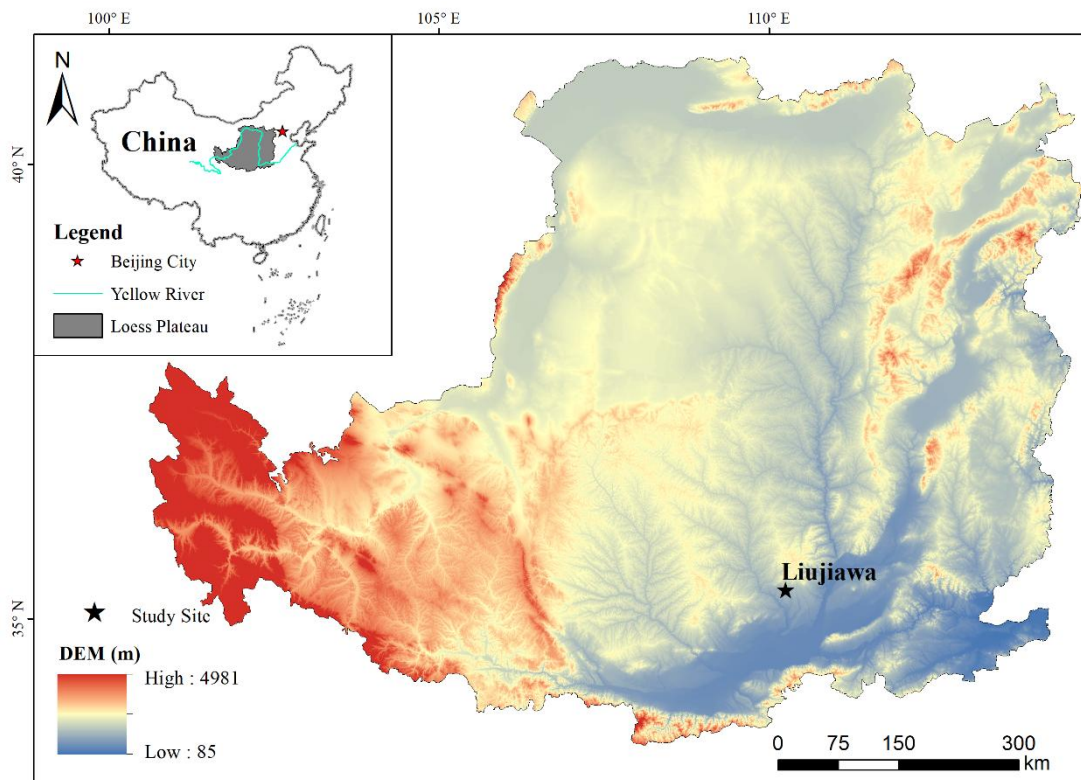 100° E
105° E
110° E
N
China
40° N
Legend
Beijing City
Yellow River
Loess Plateau
Liujiawa
35° N
Study Site
DEM (m)
High : 4981
Low : 85
0 75 150 300
km